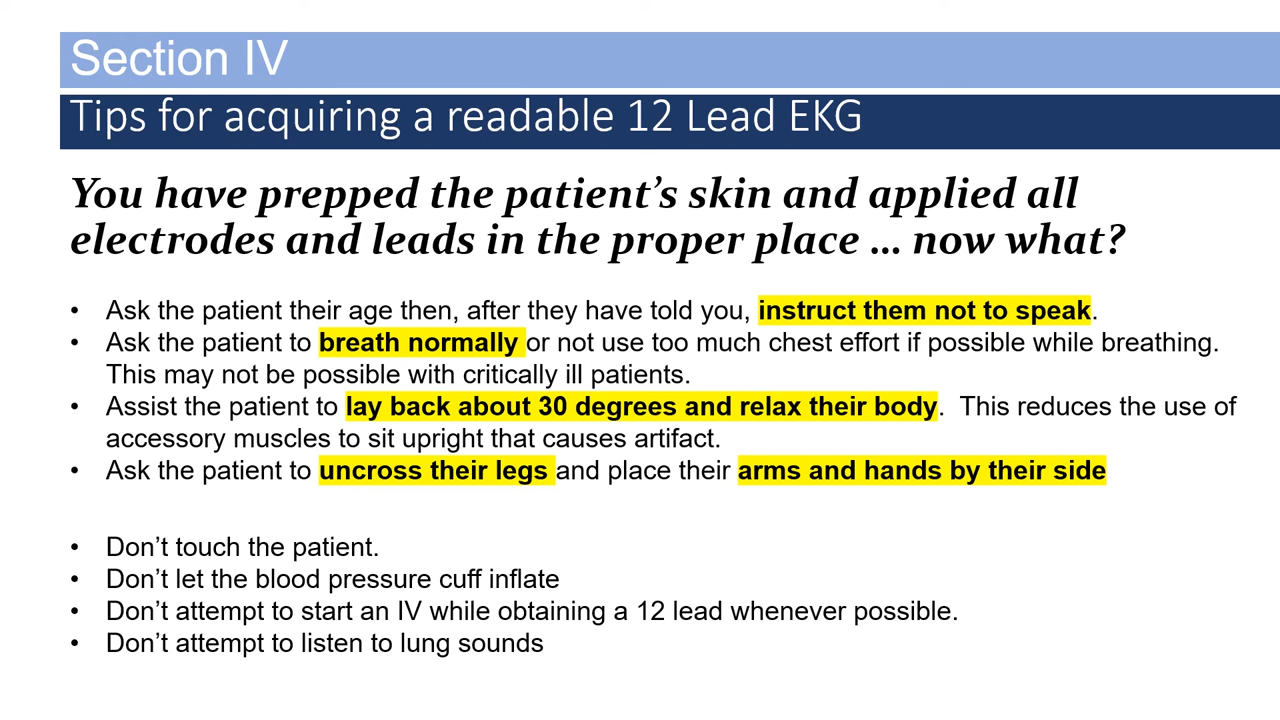 Section IV
Tips for acquiring a readable 12 Lead EKG
You have prepped the patient’s skin and applied all
electrodes and leads in the proper place … now what?
• Ask the patient their age then, after they have told you, instruct them not to speak.
• Ask the patient to breath normally or not use too much chest effort if possible while breathing.
This may not be possible with critically ill patients.
• Assist the patient to lay back about 30 degrees and relax their body. This reduces the use of
accessory muscles to sit upright that causes artifact.
• Ask the patient to uncross their legs and place their arms and hands by their side
• Don’t touch the patient.
• Don’t let the blood pressure cuff inflate
• Don’t attempt to start an IV while obtaining a 12 lead whenever possible.
• Don’t attempt to listen to lung sounds